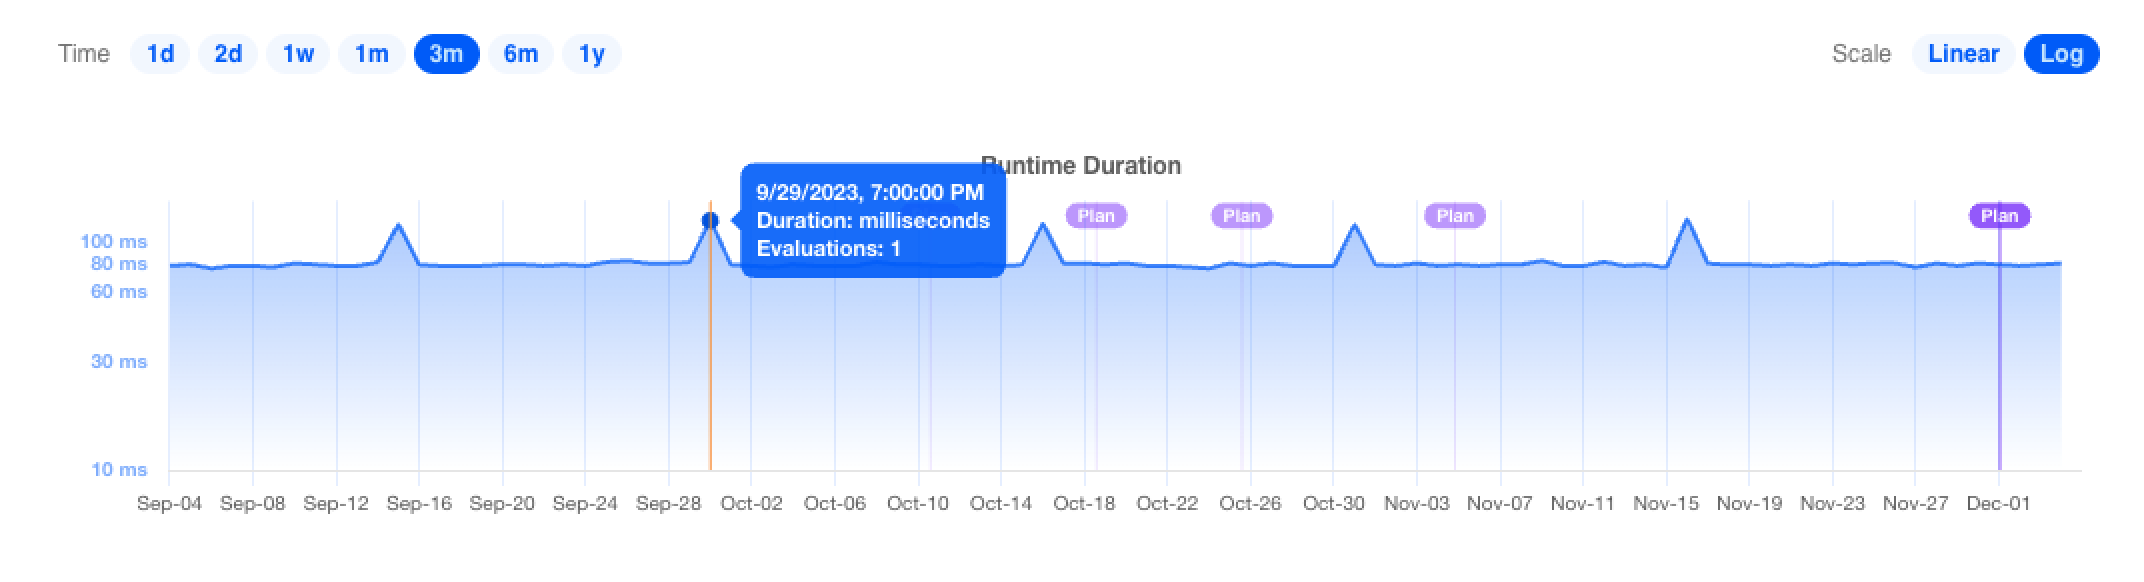 Time 1d 2d 1w 1m 3m 6m 1y Scale Linear Log
Runtime Duration
9/29/2023, 7:00:00 PM
Duration: milliseconds
Evaluations: 1
Plan Plan Plan Plan
100 ms
80 ms
60 ms
30 ms
10 ms
Sep-04 Sep-08 Sep-12 Sep-16 Sep-20 Sep-24 Sep-28 Oct-02 Oct-06 Oct-10 Oct-14 Oct-18 Oct-22 Oct-26 Oct-30 Nov-03 Nov-07 Nov-11 Nov-15 Nov-19 Nov-23 Nov-27 Dec-01